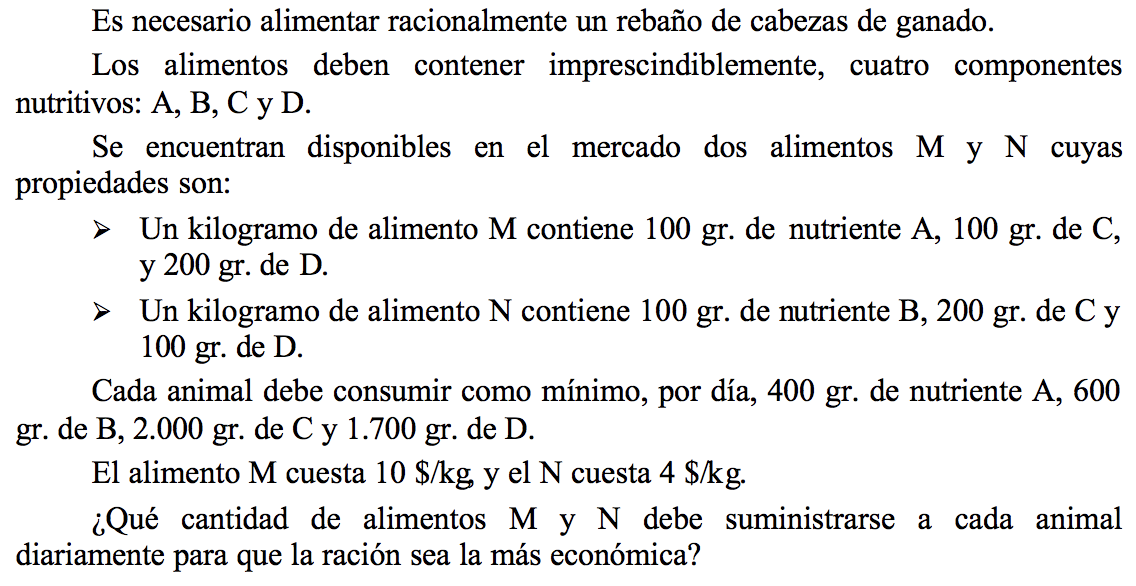 Es necesario alimentar racionalmente un rebaño de cabezas de ganado.
Los alimentos deben contener imprescindiblemente, cuatro componentes
nutritivos: A, B, C y D.
Se encuentran disponibles en el mercado dos alimentos M y N cuyas
propiedades son:
➢ Un kilogramo de alimento M contiene 100 gr. de nutriente A, 100 gr. de C,
y 200 gr. de D.
➢ Un kilogramo de alimento N contiene 100 gr. de nutriente B, 200 gr. de C y
100 gr. de D.
Cada animal debe consumir como mínimo, por día, 400 gr. de nutriente A, 600
gr. de B, 2.000 gr. de C y 1.700 gr. de D.
El alimento M cuesta 10 $/kg, y el N cuesta 4 $/kg.
¿Qué cantidad de alimentos M y N debe suministrarse a cada animal
diariamente para que la ración sea la más económica?